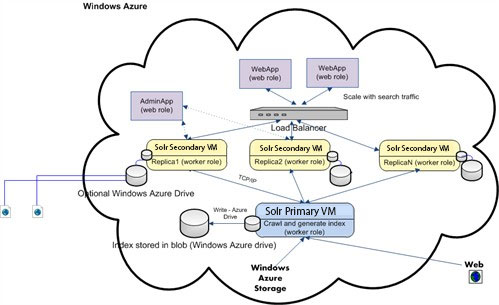 Windows Azure
WebApp
(web role)
WebApp
(web role)
Scale with search traffic
AdminApp
(web role)
Load Balancer
Solr Secondary VM
Replica1 (worker role)
Solr Secondary VM
Replica2 (worker role)
Solr Secondary VM
ReplicaN (worker role)
TCP/IP
Optional Windows Azure Drive
Write - Azure
Drive
Solr Primary VM
Crawl and generate index
(worker role)
Index stored in blob (Windows Azure drive)
Windows
Azure
Storage
Web